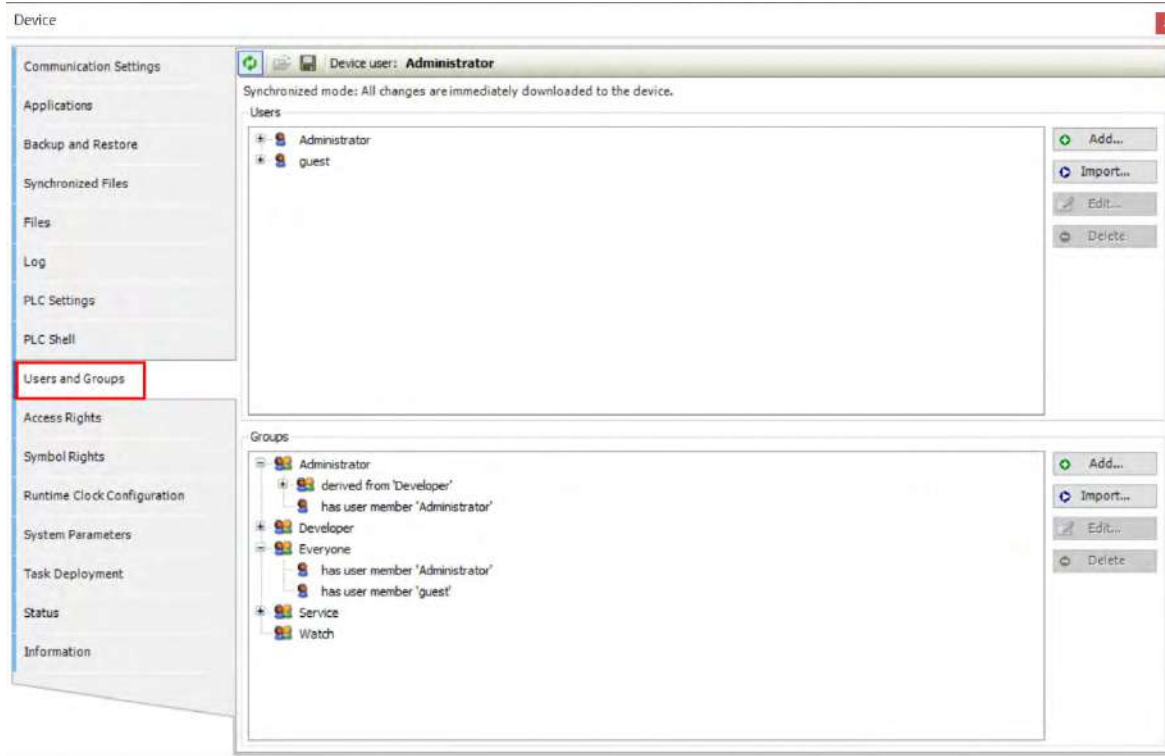 Device
Communication Settings
Applications
Backup and Restore
Synchronized Files
Files
Log
PLC Settings
PLC Shell
Users and Groups
Access Rights
Symbol Rights
Runtime Clock Configuration
System Parameters
Task Deployment
Status
Information
Device user: Administrator
Synchronized mode: All changes are immediately downloaded to the device.
Users
Administrator
guest
Add...
Import...
Edit...
Delete
Groups
Administrator
derived from 'Developer'
has user member 'Administrator'
Developer
Everyone
has user member 'Administrator'
has user member 'guest'
Service
Watch
Add...
Import...
Edit...
Delete